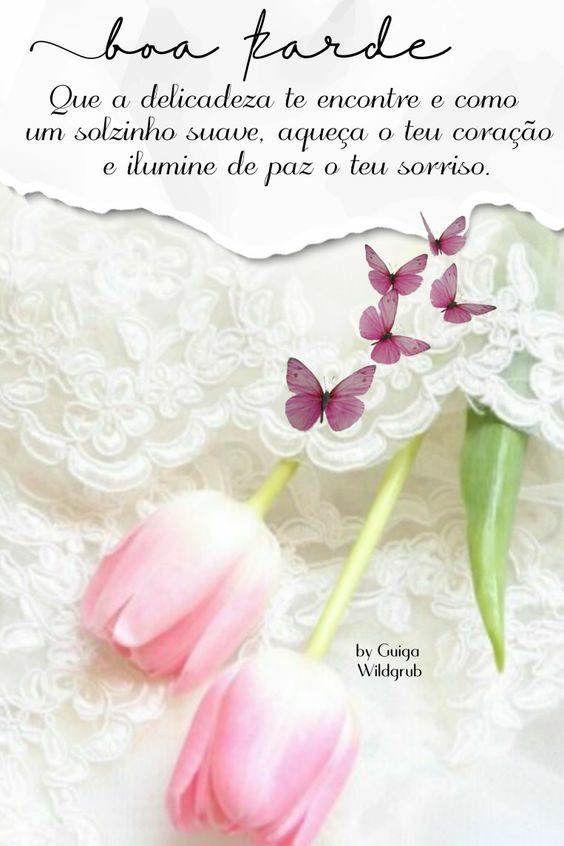 boa tarde
Que a delicadeza te encontre e como
um solzinho suave, aqueça o teu coração
e ilumine de paz o teu sorriso.
by Guiga
Wildgrub